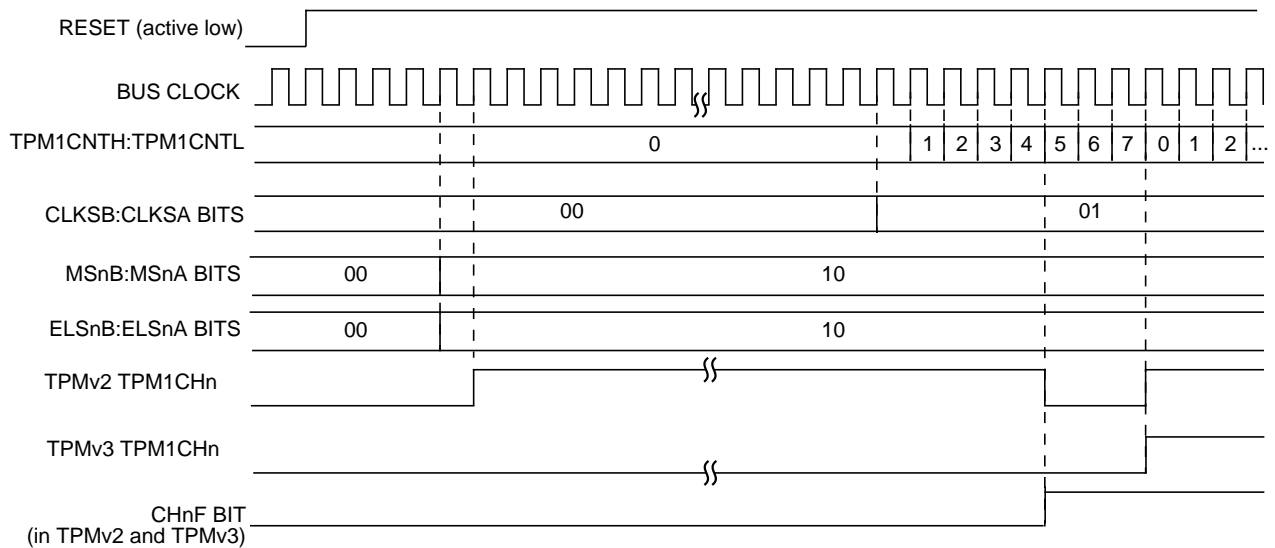 RESET (active low)
BUS CLOCK
TPM1CNTH:TPM1CNTL 0 1 2 3 4 5 6 7 0 1 2 ...
CLKSB:CLKSA BITS 00 01
MSnB:MSnA BITS 00 10
ELSnB:ELSnA BITS 00 10
TPMv2 TPM1CHn
TPMv3 TPM1CHn
CHnF BIT
(in TPMv2 and TPMv3)